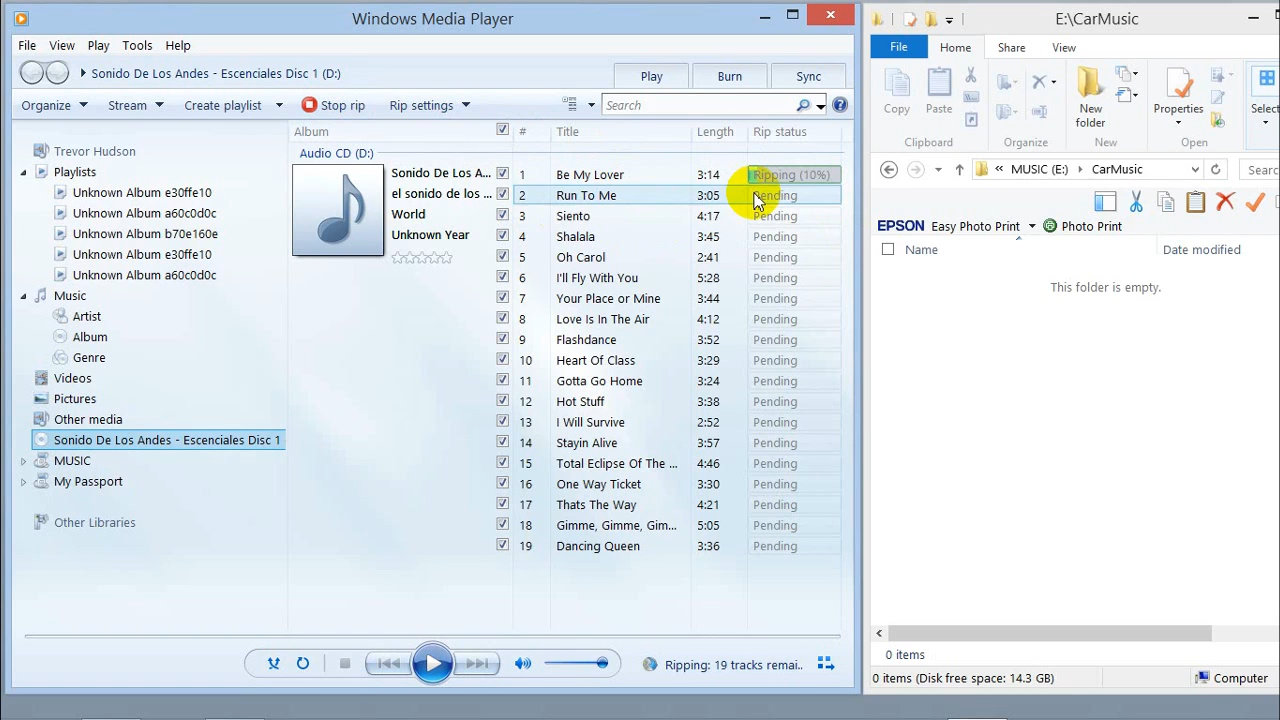 Windows Media Player
File View Play Tools Help
Sonido De Los Andes - Escenciales Disc 1 (D:)
Play Burn Sync
Organize Stream Create playlist Stop rip Rip settings Search
Trevor Hudson
Playlists
Unknown Album e30ffe10
Unknown Album a60c0dc
Unknown Album b712160e
Unknown Album e30ffe10
Unknown Album a60c0dc
Music
Artist
Album
Genre
Videos
Pictures
Other media
Sonido De Los Andes - Escenciales Disc 1
MUSIC
My Passport
Other Libraries
Album # Title Length Rip status
Audio CD (D:)
Sonido De Los A...
el sonido de los ...
World
Unknown Year
1 Be My Lover 3:14 Ripping (10%)
2 Run To Me 3:05 Pending
3 Siento 4:17 Pending
4 Shalala 3:45 Pending
5 Oh Carol 2:41 Pending
6 I'll Fly With You 5:28 Pending
7 Your Place or Mine 3:44 Pending
8 Love Is In The Air 4:12 Pending
9 Flashdance 3:52 Pending
10 Heart Of Class 3:29 Pending
11 Gotta Go Home 3:24 Pending
12 Hot Stuff 3:38 Pending
13 I Will Survive 2:52 Pending
14 Stayin Alive 3:57 Pending
15 Total Eclipse Of The ... 4:46 Pending
16 One Way Ticket 3:30 Pending
17 Thats The Way 4:21 Pending
18 Gimme, Gimme, Gim... 5:05 Pending
19 Dancing Queen 3:36 Pending
Ripping: 19 tracks remai..
E:\CarMusic
File Home Share View
Copy Paste New folder Properties Select
Clipboard Organize New Open
MUSIC (E:) CarMusic Searc
EPSON Easy Photo Print Photo Print
Name Date modified
This folder is empty.
0 items
0 items (Disk free space: 14.3 GB) Computer